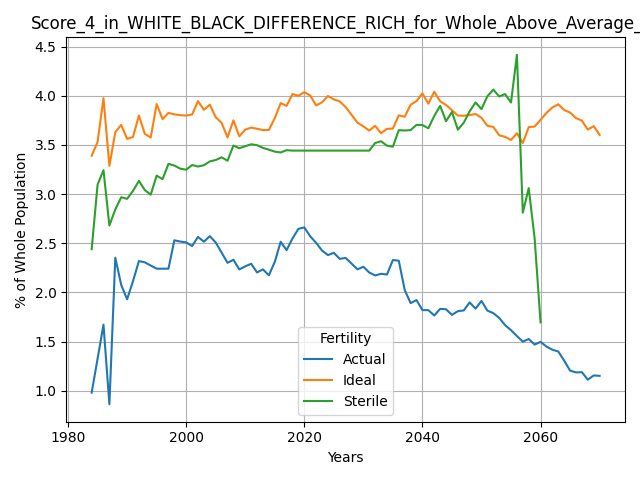 Score_4_in_WHITE_BLACK_DIFFERENCE_RICH_for_Whole_Above_Average_
4.5
4.0
3.5
3.0
2.5
2.0
1.5
1.0
% of Whole Population
Fertility
Actual
Ideal
Sterile
1980
2000
2020
2040
2060
Years